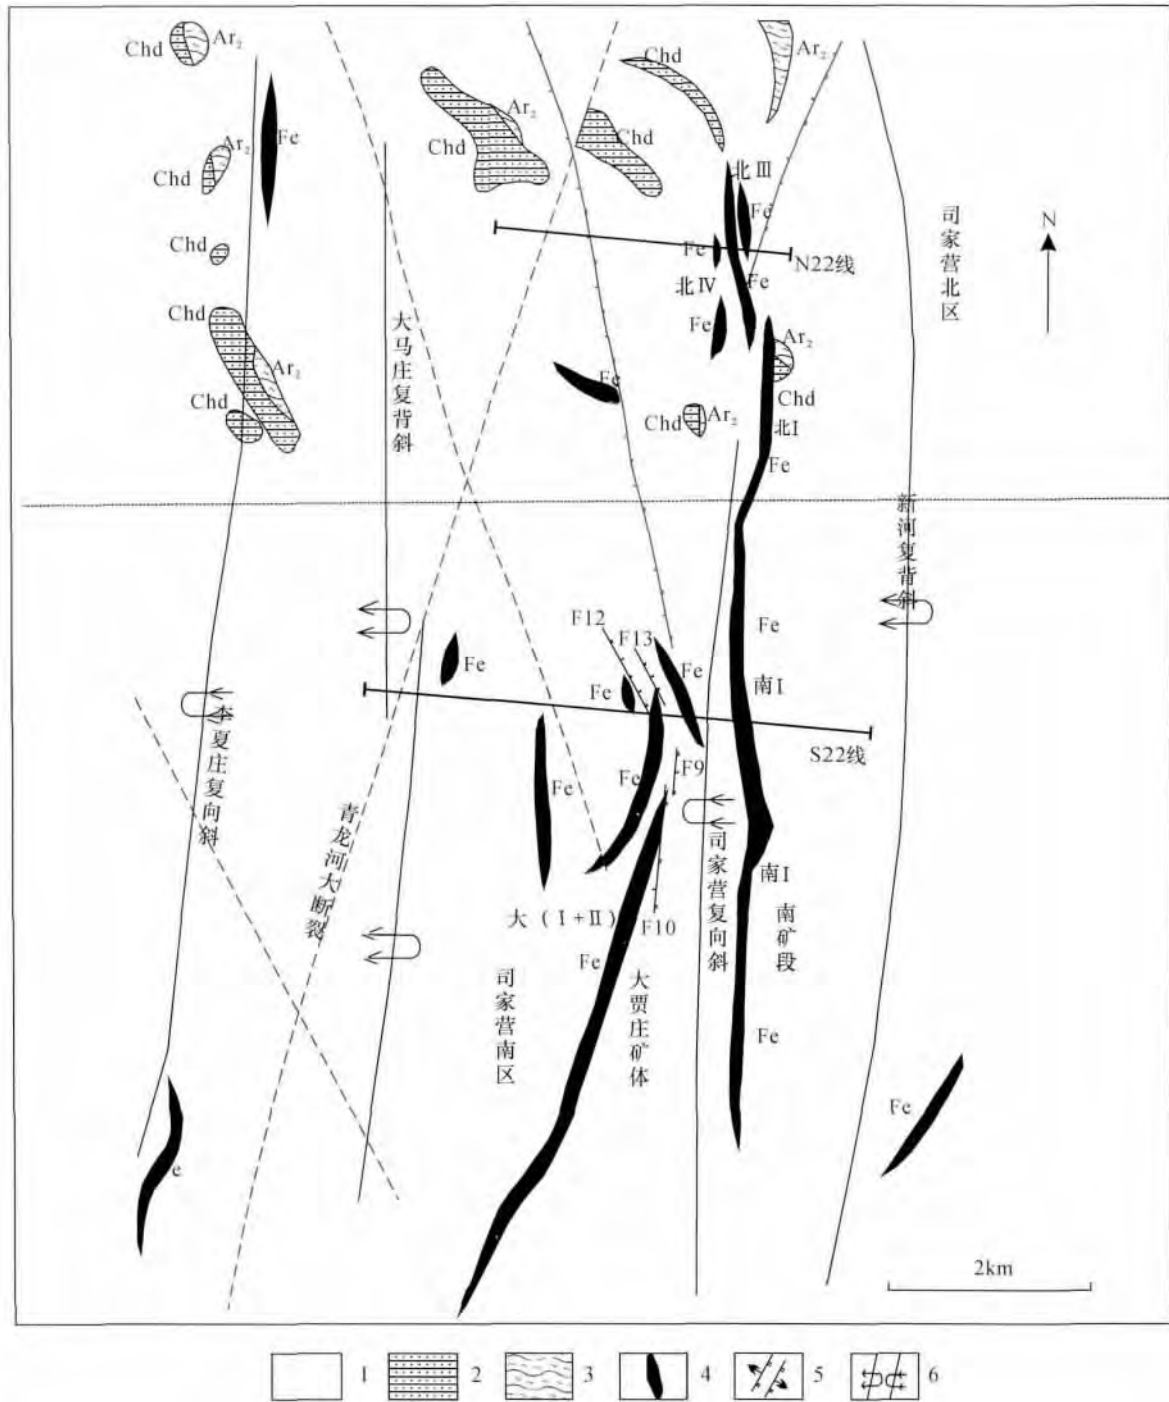 Chd
Ar₂
Fe
Ar₂
Chd
Chd
Chd
Ar₂
Chd
Chd
Ar₂
Chd
Chd
Chd
Ar₂
北Ⅲ
Fe
Fe
N22线
北Ⅳ
Fe
Fe
Ar₂
Chd
北Ⅰ
Fe
Fe
Chd
Ar₂
司家营北区
N
大马庄复背斜
新河复背斜
F12
F13
Fe
Fe
Fe
Fe
南Ⅰ
S22线
李夏庄复向斜
Fe
Fe
F9
青龙河大断裂
司家营复向斜
南Ⅰ
南矿段
大(Ⅰ+Ⅱ)
F10
Fe
司家营南区
大贾庄矿体
Fe
Fe
e
2km
1
2
3
4
5
6